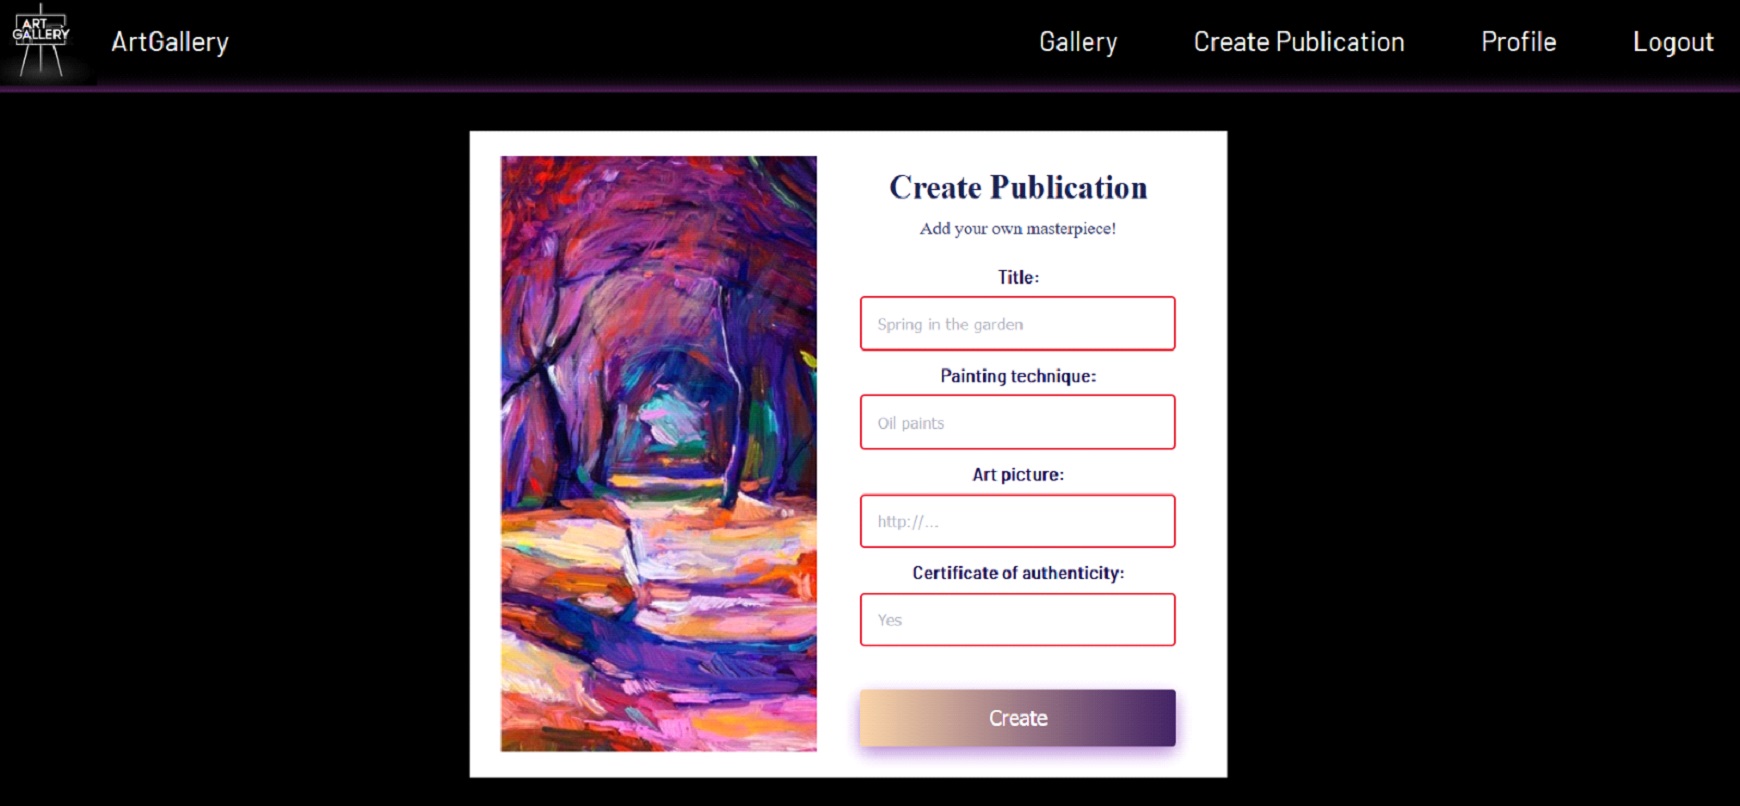 ART
GALLERY
ArtGallery
Gallery
Create Publication
Profile
Logout
Create Publication
Add your own masterpiece!
Title:
Spring in the garden
Painting technique:
Oil paints
Art picture:
http://...
Certificate of authenticity:
Yes
Create